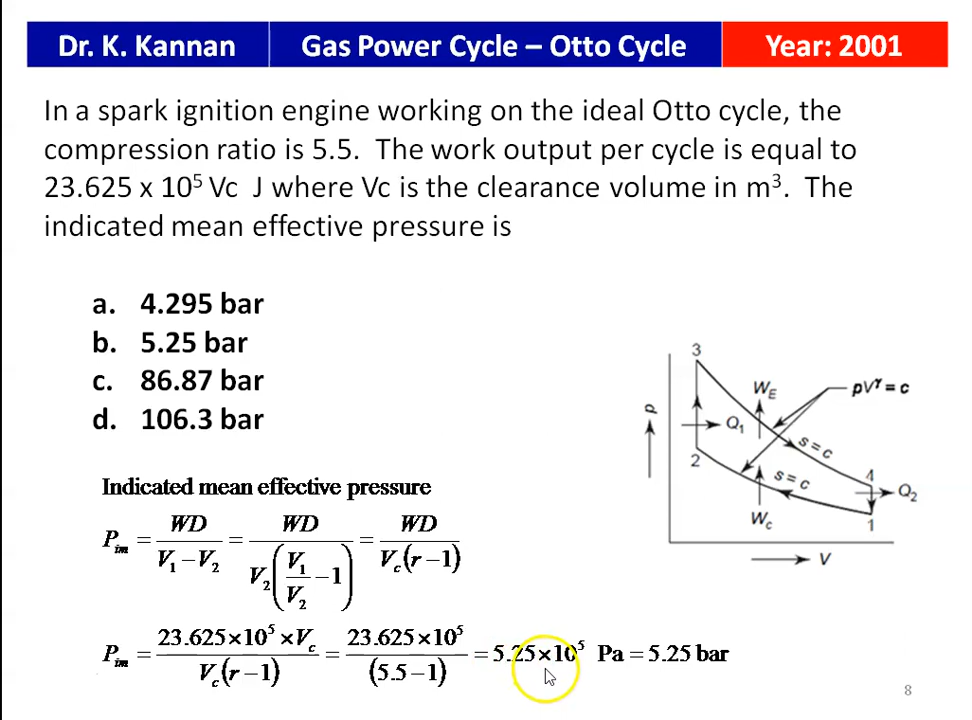 Dr. K. Kannan Gas Power Cycle – Otto Cycle Year: 2001
In a spark ignition engine working on the ideal Otto cycle, the
compression ratio is 5.5. The work output per cycle is equal to
23.625 x 10⁵ Vc J where Vc is the clearance volume in m³. The
indicated mean effective pressure is
a. 4.295 bar
b. 5.25 bar
c. 86.87 bar
d. 106.3 bar
3
W_E
pV^γ = c
p
Q₁
s = c
2
s = c
4
Q₂
W_c
1
V
Indicated mean effective pressure
P_im = WD / (V₁ − V₂) = WD / (V₂(V₁/V₂ − 1)) = WD / (V_c(r − 1))
P_im = (23.625×10⁵ ×V_c) / (V_c(r − 1)) = (23.625×10⁵) / (5.5 − 1) = 5.25×10⁵ Pa = 5.25 bar
8